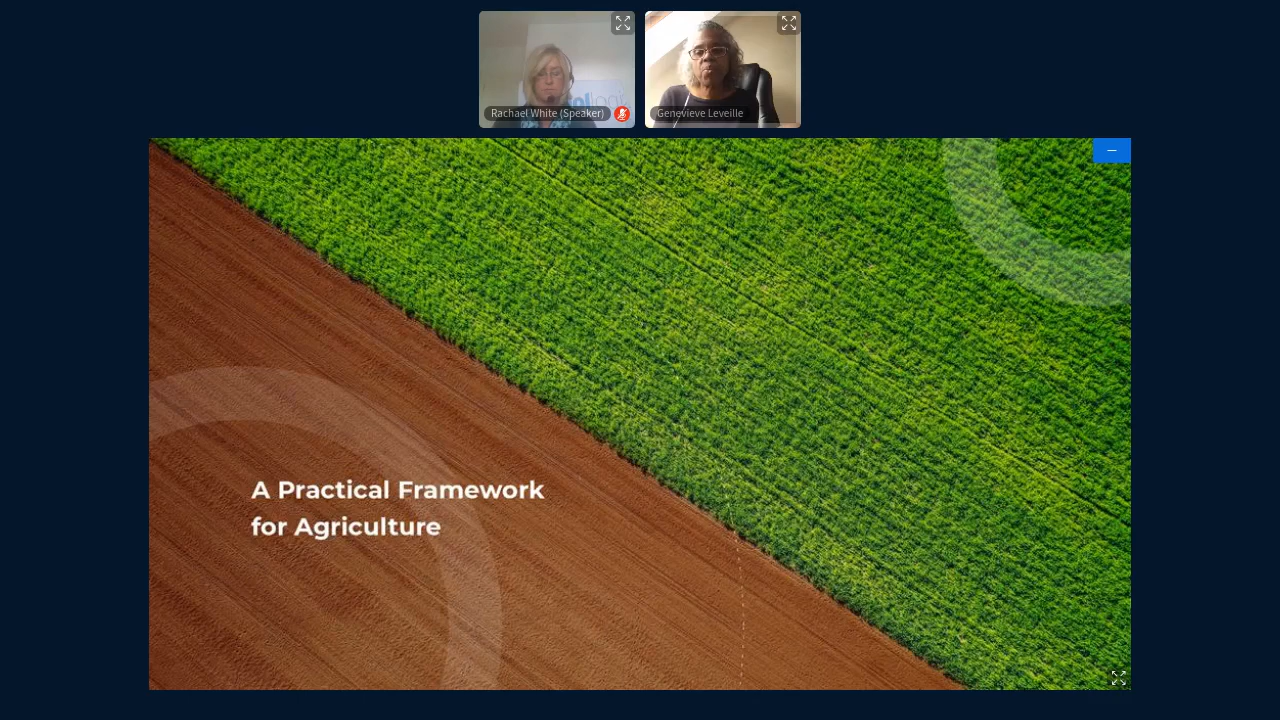 Rachael White (Speaker)
Genevieve Leveille
A Practical Framework
for Agriculture